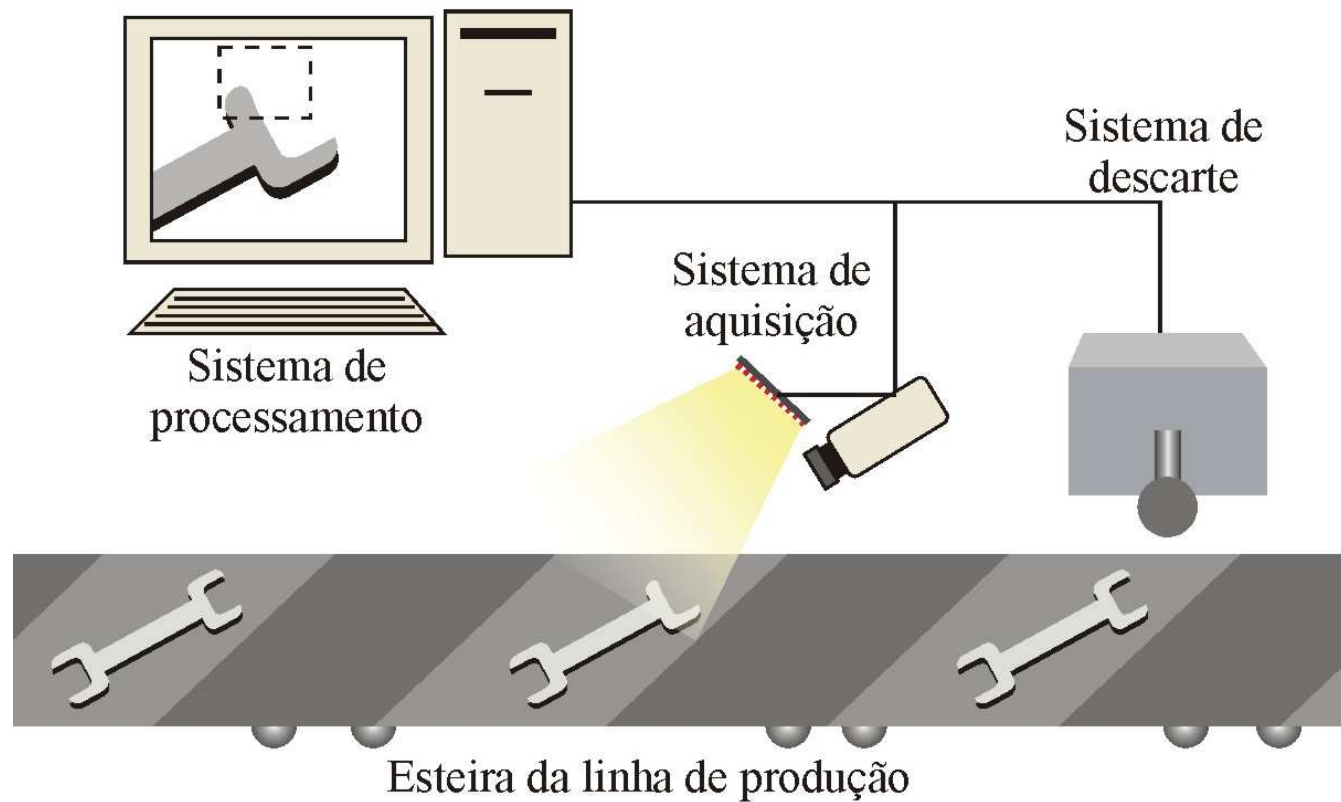 Sistema de
descarte
Sistema de
aquisição
Sistema de
processamento
Esteira da linha de produção